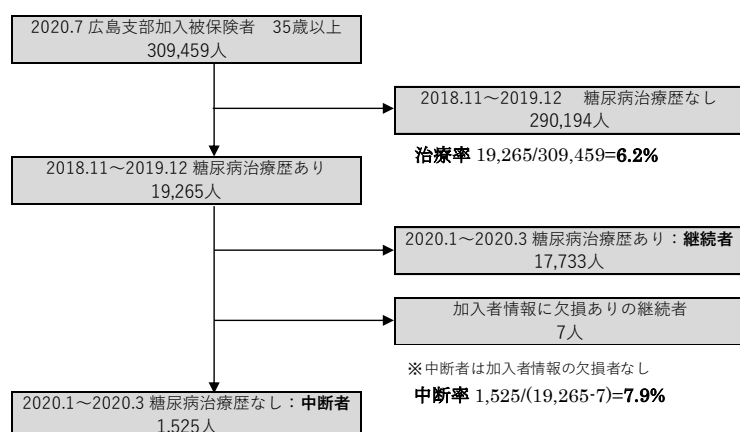 2020.7 広島支部加入被保険者　35歳以上
309,459人
2018.11～2019.12　糖尿病治療歴なし
290,194人
治療率 19,265/309,459=6.2%
2018.11～2019.12 糖尿病治療歴あり
19,265人
2020.1～2020.3 糖尿病治療歴あり：継続者
17,733人
加入者情報に欠損ありの継続者
7人
※中断者は加入者情報の欠損者なし
中断率 1,525/(19,265-7)=7.9%
2020.1～2020.3 糖尿病治療歴なし：中断者
1,525人